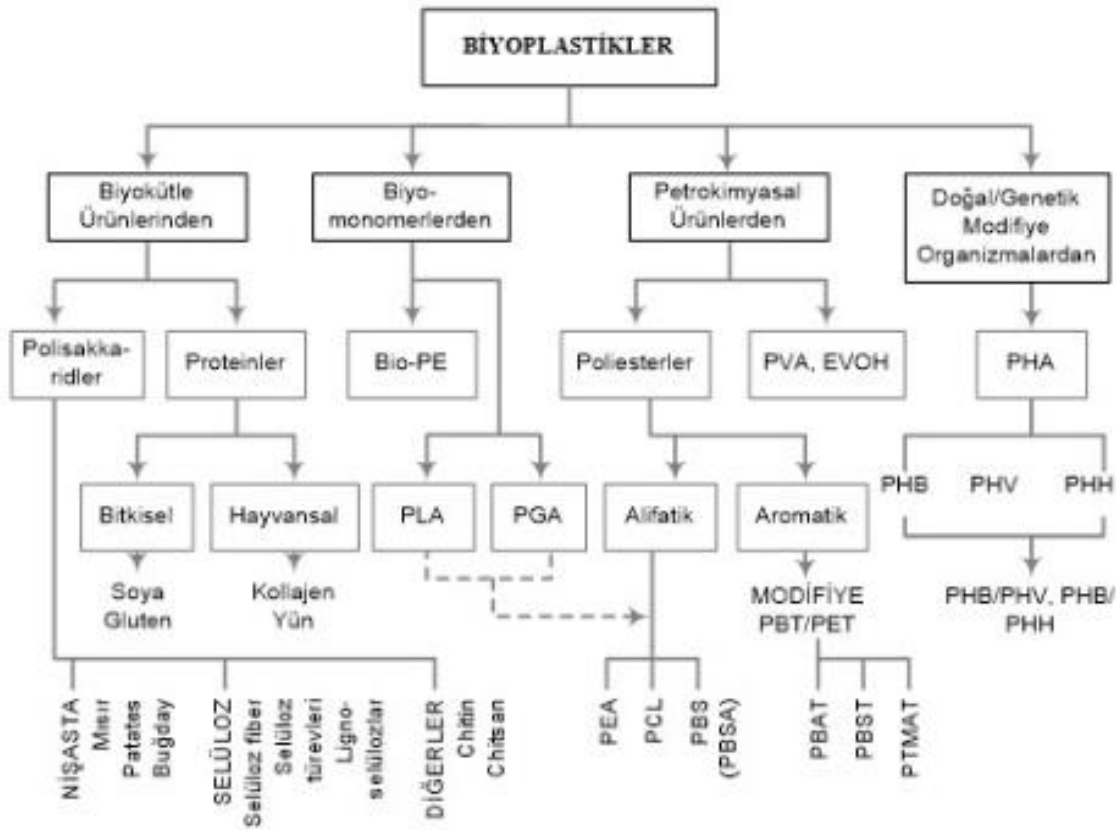 BİYOPLASTİKLER
Biyokütle
Ürünlerinden
Biyo-
monomerlerden
Petrokimyasal
Ürünlerden
Doğal/Genetik
Modifiye
Organizmalardan
Polisakka-
ridler
Proteinler
Bio-PE
Poliesterler
PVA, EVOH
PHA
Bitkisel
Hayvansal
PLA
PGA
Alifatik
Aromatik
PHB
PHV
PHH
Soya
Gluten
Kollajen
Yün
MODİFİYE
PBT/PET
PHB/PHV, PHB/
PHH
NİŞASTA
Mısır
Patates
Buğday
SELÜLOZ
Selüloz fiber
Selüloz
türevleri
Ligno-
selülozlar
DİĞERLER
Chitin
Chitsan
PEA
PCL
PBS
(PBSA)
PBAT
PBST
PTMAT